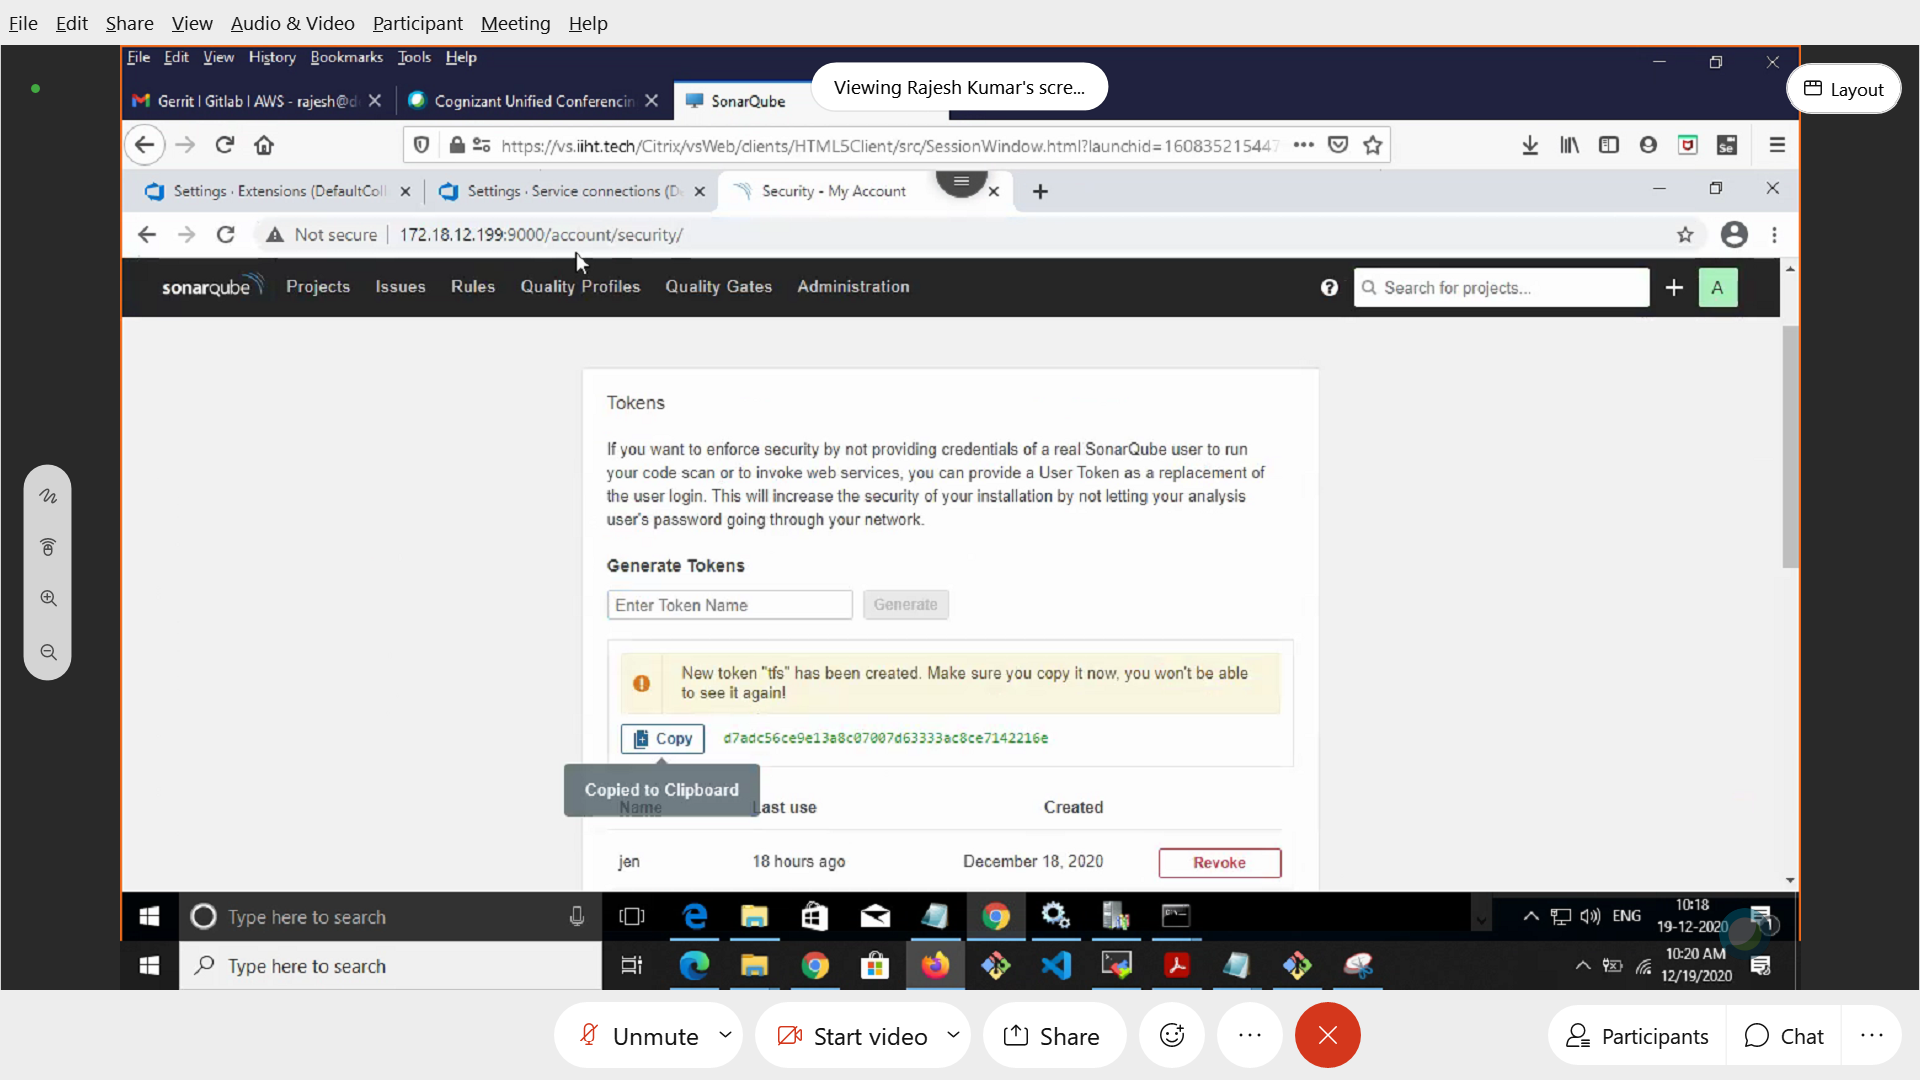 File Edit Share View Audio & Video Participant Meeting Help
File Edit View History Bookmarks Tools Help
Viewing Rajesh Kumar's scre...
Layout
Gerrit | Gitlab | AWS - rajesh@d
Cognizant Unified Conferencin
SonarQube
https://vs.iiht.tech/Citrix/vsWeb/clients/HTML5Client/src/SessionWindow.html?launchid=160835215447
Settings · Extensions (DefaultColl
Settings · Service connections (De
Security - My Account
Not secure
172.18.12.199:9000/account/security/
sonarqube Projects Issues Rules Quality Profiles Quality Gates Administration
Search for projects...
A
Tokens
If you want to enforce security by not providing credentials of a real SonarQube user to run
your code scan or to invoke web services, you can provide a User Token as a replacement of
the user login. This will increase the security of your installation by not letting your analysis
user's password going through your network.
Generate Tokens
Enter Token Name
Generate
New token "tfs" has been created. Make sure you copy it now, you won't be able
to see it again!
Copy
d7adc56ce9e13a8c07007d63333ac8ce7142216e
Copied to Clipboard
Name Last use Created
jen 18 hours ago December 18, 2020 Revoke
Type here to search
ENG
10:18
19-12-2020
1
Type here to search
10:20 AM
12/19/2020
Unmute
Start video
Share
Participants
Chat